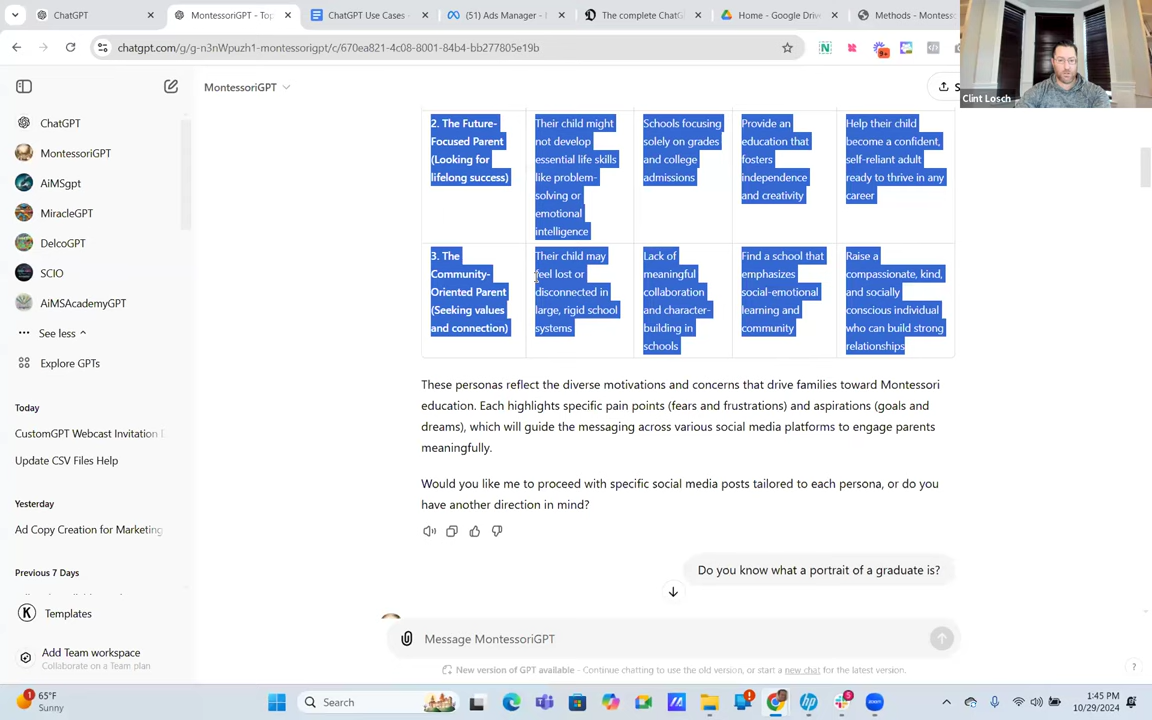 ChatGPT
MontessoriGPT - Top
ChatGPT Use Cases -
(51) Ads Manager -
The complete ChatG
Home - Google Drive
Methods - Montess
chatgpt.com/g/g-n3nWpuzh1-montessorigpt/c/670ea821-4c08-8001-84b4-bb277805e19b
9+
Clint Losch
MontessoriGPT
S
ChatGPT
MontessoriGPT
AiMSgpt
MiracleGPT
DelcoGPT
SCIO
AiMSAcademyGPT
See less
Explore GPTs
Today
CustomGPT Webcast Invitation
Update CSV Files Help
Yesterday
Ad Copy Creation for Marketing
Previous 7 Days
K
Templates
Add Team workspace
Collaborate on a Team plan
2. The Future-
Focused Parent
(Looking for
lifelong success)
Their child might
not develop
essential life skills
like problem-
solving or
emotional
intelligence
Schools focusing
solely on grades
and college
admissions
Provide an
education that
fosters
independence
and creativity
Help their child
become a confident,
self-reliant adult
ready to thrive in any
career
3. The
Community-
Oriented Parent
(Seeking values
and connection)
Their child may
feel lost or
disconnected in
large, rigid school
systems
Lack of
meaningful
collaboration
and character-
building in
schools
Find a school that
emphasizes
social-emotional
learning and
community
Raise a
compassionate, kind,
and socially
conscious individual
who can build strong
relationships
These personas reflect the diverse motivations and concerns that drive families toward Montessori
education. Each highlights specific pain points (fears and frustrations) and aspirations (goals and
dreams), which will guide the messaging across various social media platforms to engage parents
meaningfully.
Would you like me to proceed with specific social media posts tailored to each persona, or do you
have another direction in mind?
Do you know what a portrait of a graduate is?
Message MontessoriGPT
New version of GPT available - Continue chatting to use the old version, or start a new chat for the latest version.
?
1
65°F
Sunny
Search
1:45 PM
10/29/2024